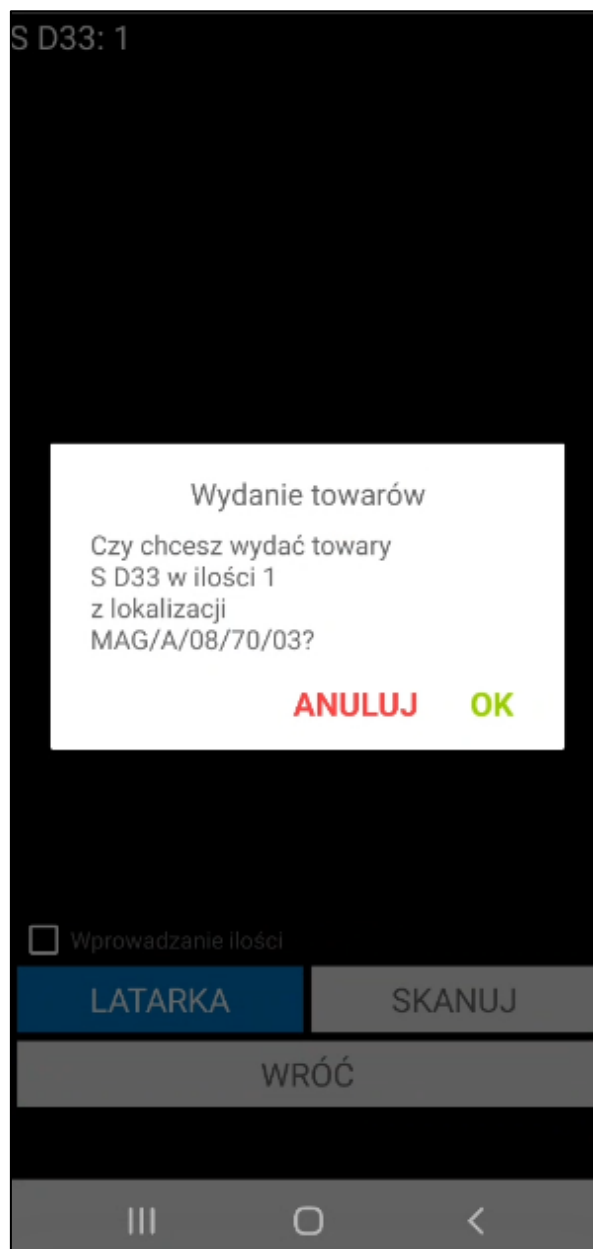 S D33: 1
Wydanie towarów
Czy chcesz wydać towary
S D33 w ilości 1
z lokalizacji
MAG/A/08/70/03?
ANULUJ OK
Wprowadzanie ilości
LATARKA SKANUJ
WRÓĆ